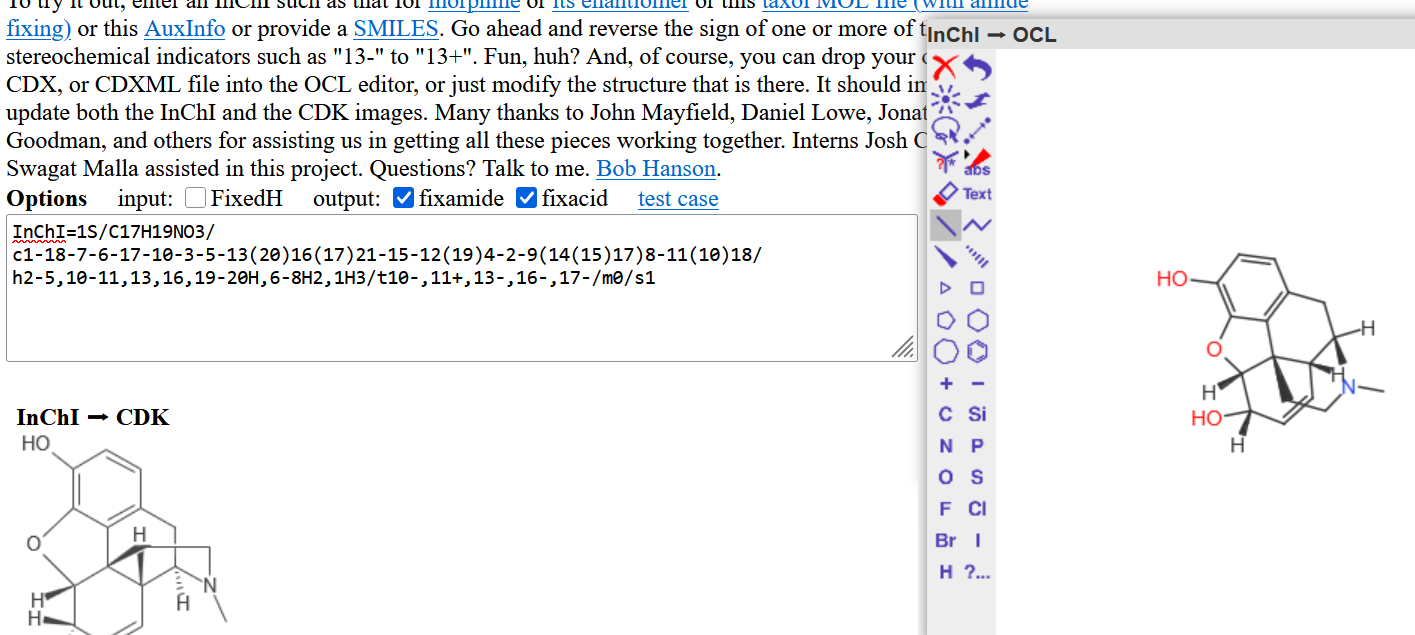 To try it out, enter an InChI such as that for morphine or its enantiomer or this taxol MOL file (with amide
fixing) or this AuxInfo or provide a SMILES. Go ahead and reverse the sign of one or more of t
stereochemical indicators such as "13-" to "13+". Fun, huh? And, of course, you can drop your
CDX, or CDXML file into the OCL editor, or just modify the structure that is there. It should im
update both the InChI and the CDK images. Many thanks to John Mayfield, Daniel Lowe, Jonat
Goodman, and others for assisting us in getting all these pieces working together. Interns Josh C
Swagat Malla assisted in this project. Questions? Talk to me. Bob Hanson.
Options input: FixedH output: fixamide fixacid test case
InChI=1S/C17H19NO3/
c1-18-7-6-17-10-3-5-13(20)16(17)21-15-12(19)4-2-9(14(15)17)8-11(10)18/
h2-5,10-11,13,16,19-20H,6-8H2,1H3/t10-,11+,13-,16-,17-/m0/s1
InChI → CDK
HO
H
O
N
H
H
H
InChI → OCL
abs
Text
+ −
C Si
N P
O S
F Cl
Br I
H ?...
HO
H
O
H
N
H
HO
H